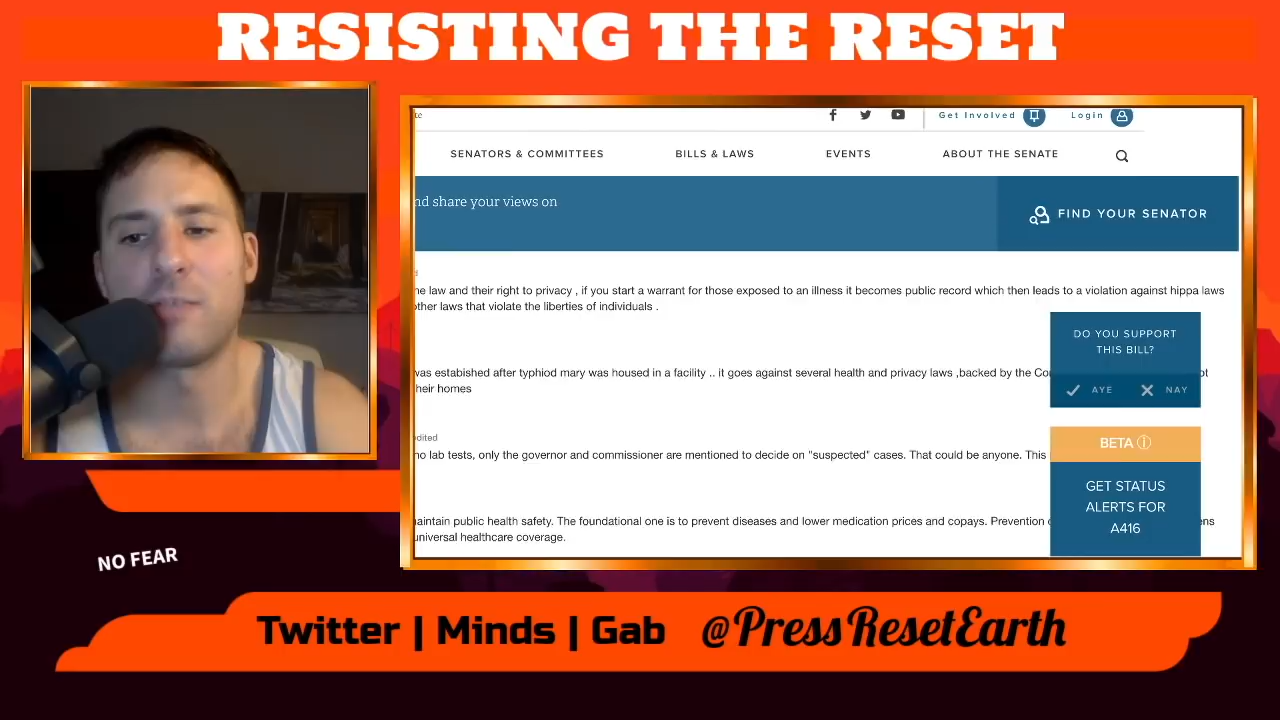 RESISTING THE RESET
te
Get Involved
Login
SENATORS & COMMITTEES
BILLS & LAWS
EVENTS
ABOUT THE SENATE
nd share your views on
FIND YOUR SENATOR
ne law and their right to privacy , if you start a warrant for those exposed to an illness it becomes public record which then leads to a violation against hippa laws
other laws that violate the liberties of individuals .
DO YOU SUPPORT
THIS BILL?
was estabished after typhiod mary was housed in a facility .. it goes against several health and privacy laws ,backed by the Con
ot
heir homes
AYE
NAY
dited
no lab tests, only the governor and commissioner are mentioned to decide on "suspected" cases. That could be anyone. This
BETA
GET STATUS
ALERTS FOR
A416
aintain public health safety. The foundational one is to prevent diseases and lower medication prices and copays. Prevention
ens
universal healthcare coverage.
NO FEAR
Twitter | Minds | Gab @PressResetEarth